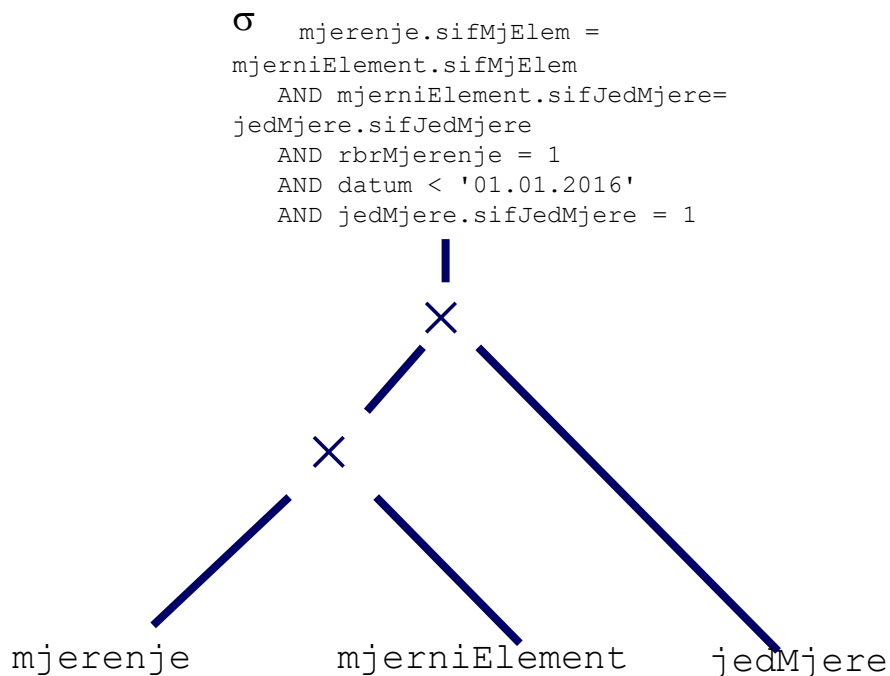 σ mjerenje.sifMjElem =
mjerniElement.sifMjElem
AND mjerniElement.sifJedMjere=
jedMjere.sifJedMjere
AND rbrMjerenje = 1
AND datum < '01.01.2016'
AND jedMjere.sifJedMjere = 1
×
×
mjerenje mjerniElement jedMjere